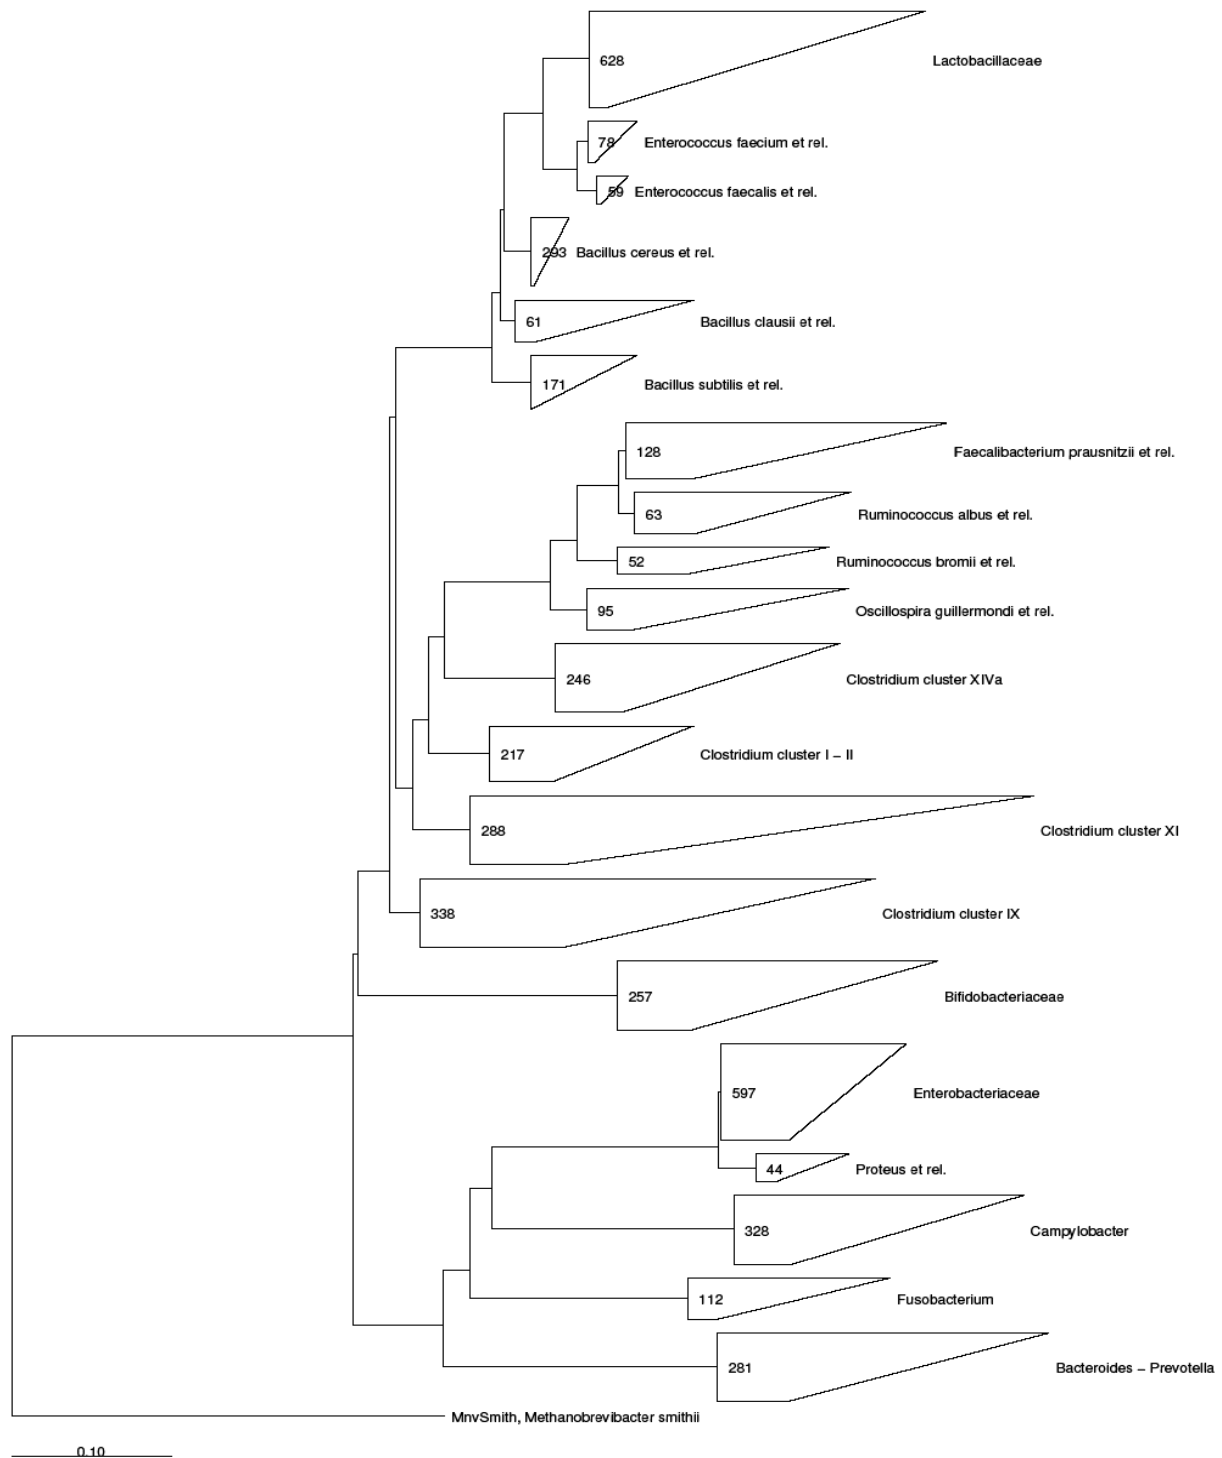 628 Lactobacillaceae
78 Enterococcus faecium et rel.
59 Enterococcus faecalis et rel.
293 Bacillus cereus et rel.
61 Bacillus clausii et rel.
171 Bacillus subtilis et rel.
128 Faecalibacterium prausnitzii et rel.
63 Ruminococcus albus et rel.
52 Ruminococcus bromii et rel.
95 Oscillospira guillermondi et rel.
246 Clostridium cluster XIVa
217 Clostridium cluster I – II
288 Clostridium cluster XI
338 Clostridium cluster IX
257 Bifidobacteriaceae
597 Enterobacteriaceae
44 Proteus et rel.
328 Campylobacter
112 Fusobacterium
281 Bacteroides – Prevotella
MnvSmith, Methanobrevibacter smithii
0.10